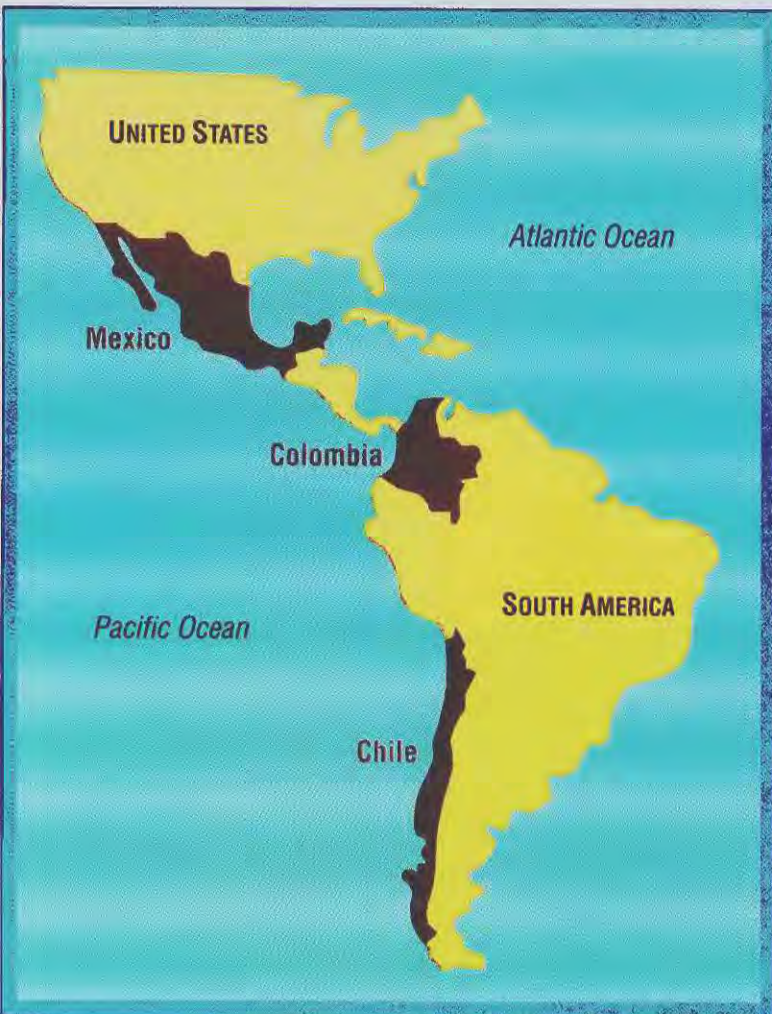 UNITED STATES
Atlantic Ocean
Mexico
Colombia
SOUTH AMERICA
Pacific Ocean
Chile